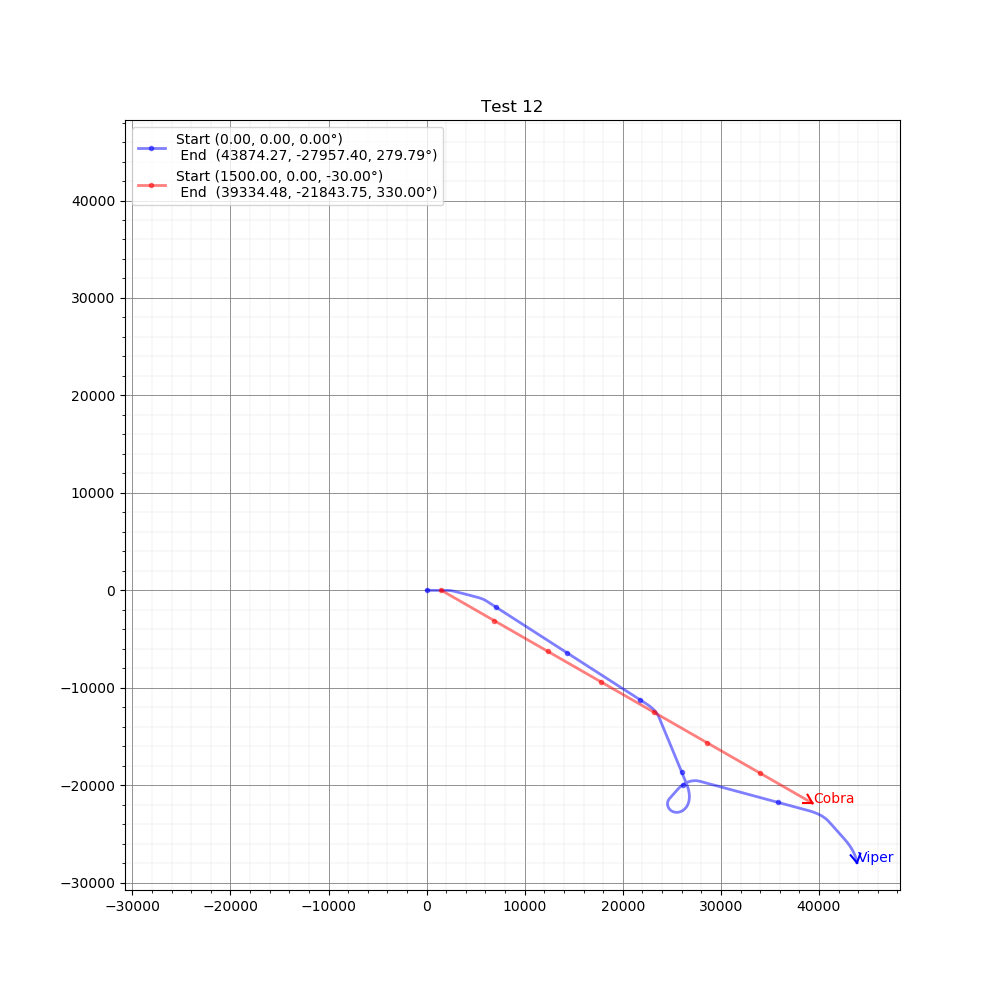 Test 12
Start (0.00, 0.00, 0.00°)
End (43874.27, -27957.40, 279.79°)
Start (1500.00, 0.00, -30.00°)
End (39334.48, -21843.75, 330.00°)
40000
30000
20000
10000
0
−10000
−20000
−30000
Cobra
Viper
−30000 −20000 −10000 0 10000 20000 30000 40000